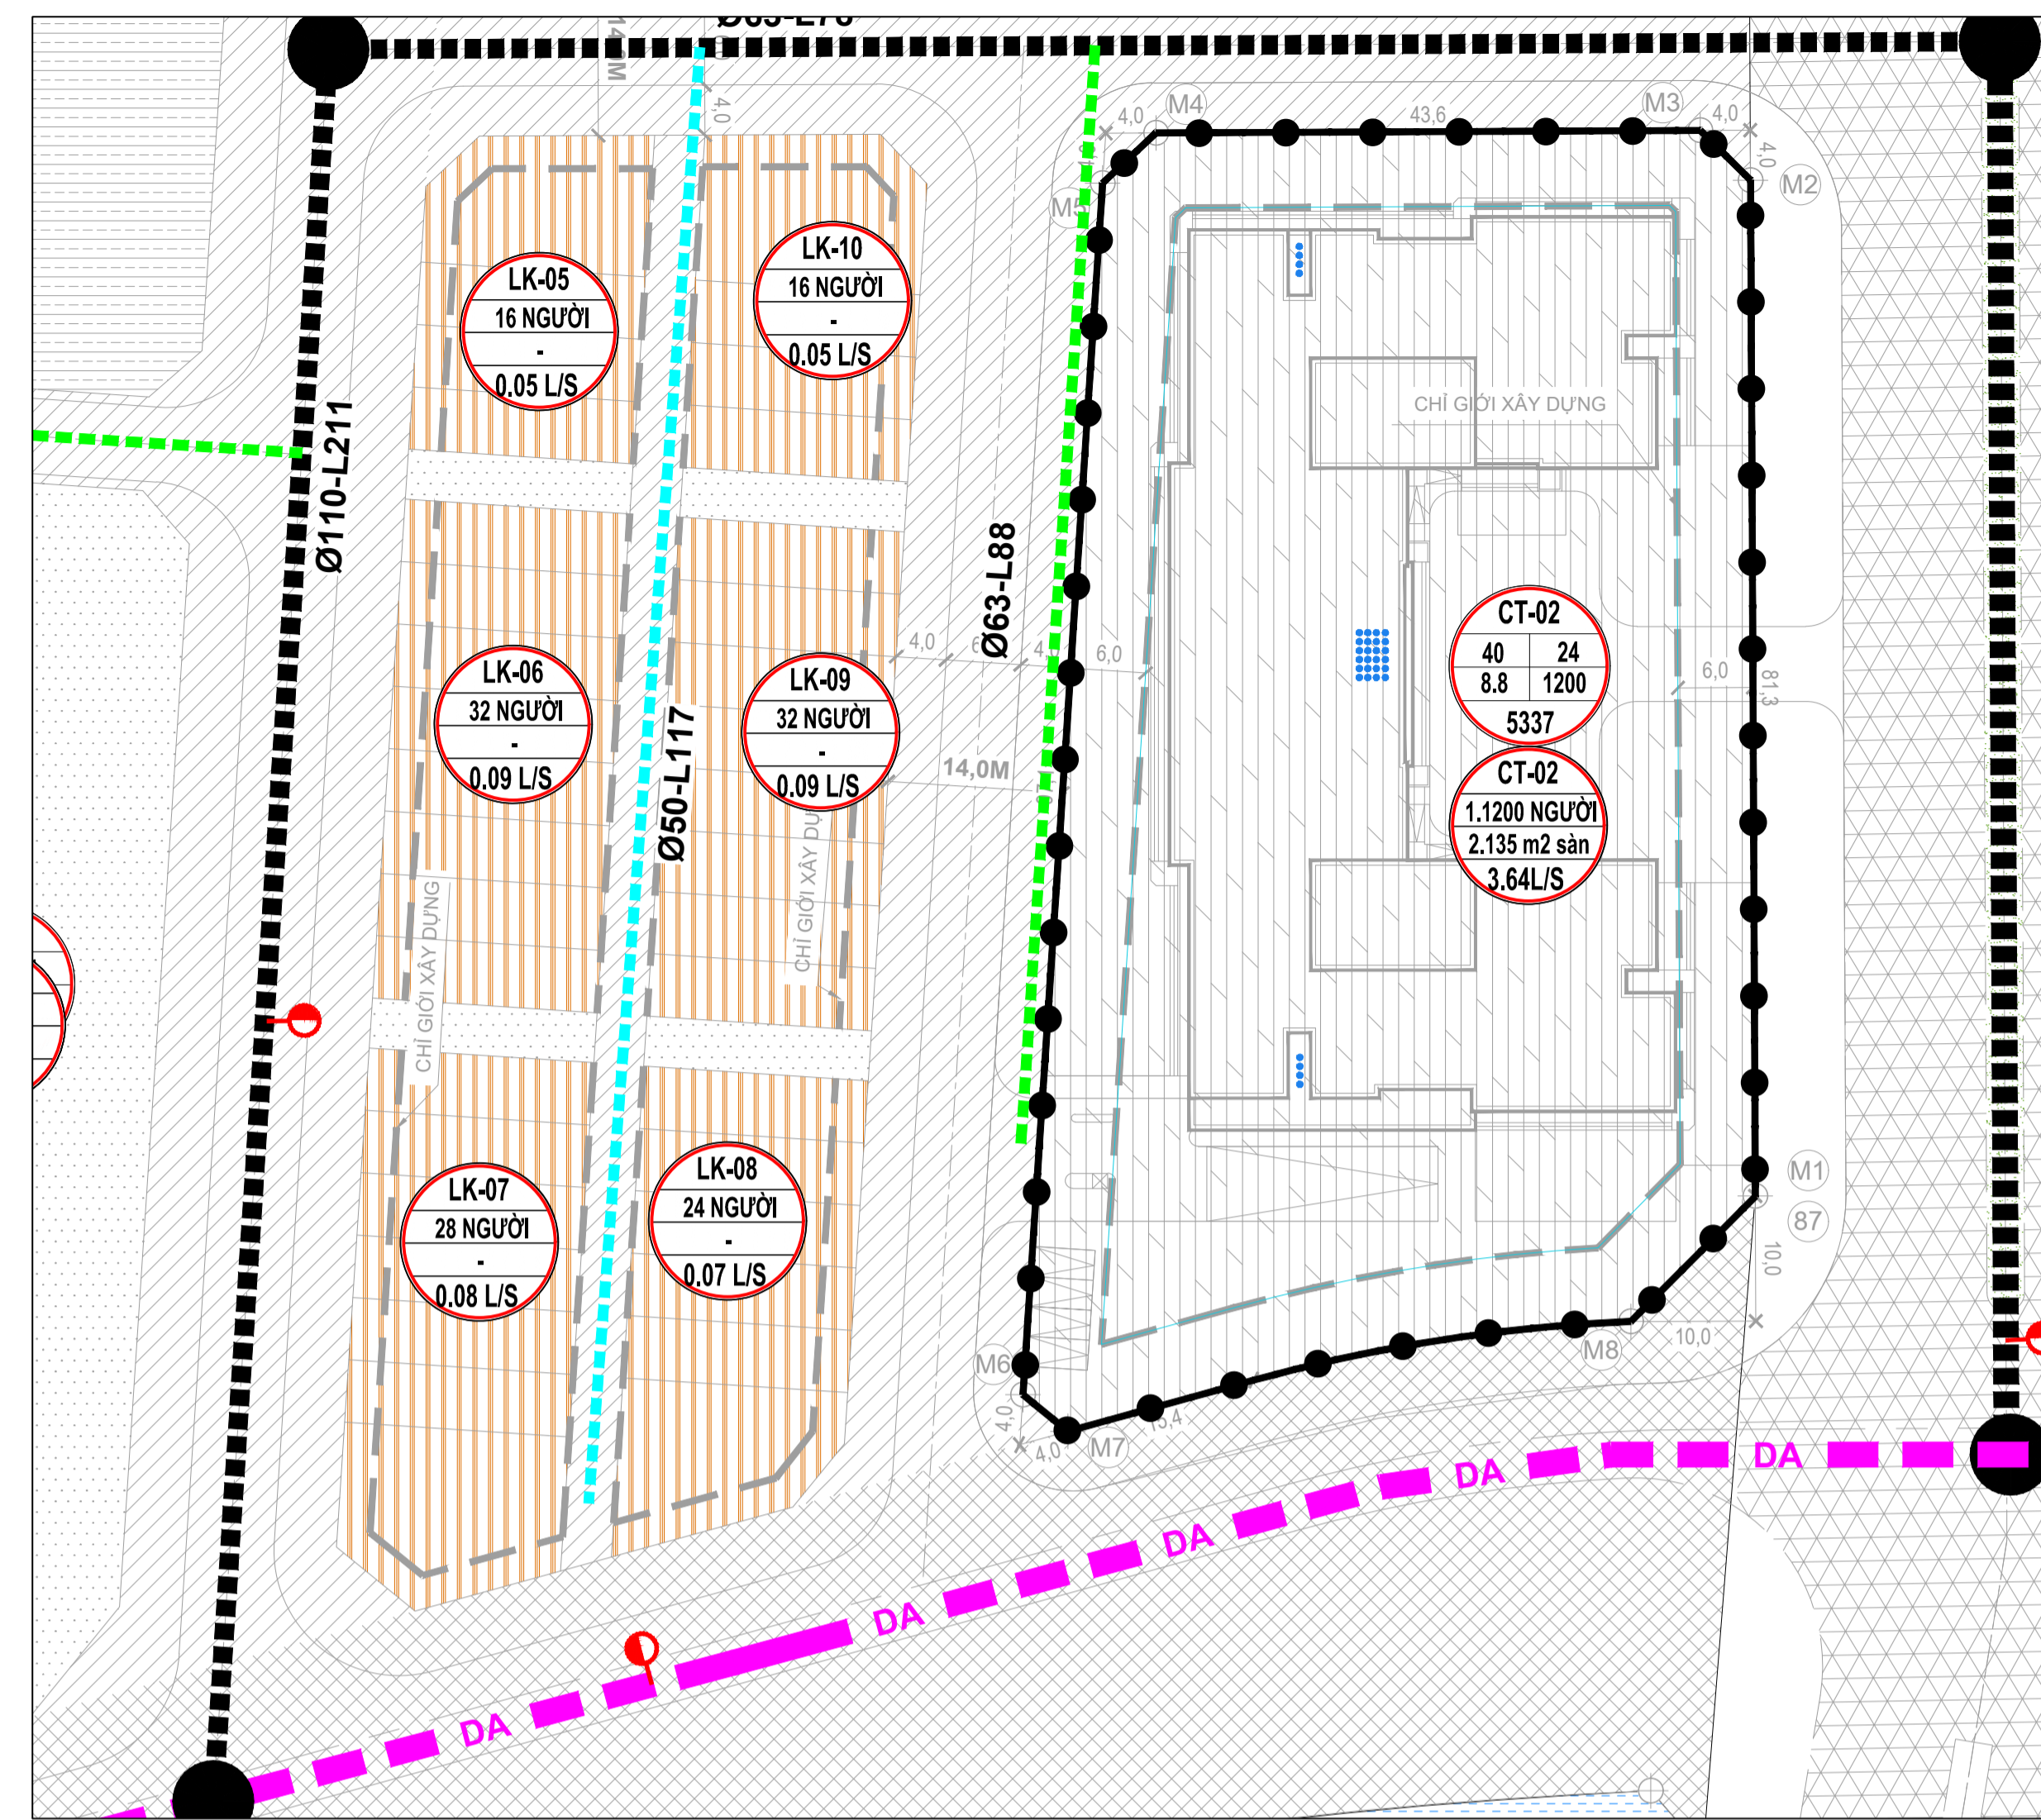 14,0M
4,0
4,0
M4
43,6
M3
4,0
4,0
M2
M5
LK-05
16 NGƯỜI
-
0.05 L/S
LK-10
16 NGƯỜI
-
0.05 L/S
CHỈ GIỚI XÂY DỰNG
Ø110-L211
Ø63-L88
4,0
6,0
LK-06
32 NGƯỜI
-
0.09 L/S
LK-09
32 NGƯỜI
-
0.09 L/S
Ø50-L117
14,0M
CT-02
40 24
8.8 1200
5337
6,0
81,3
CT-02
1.1200 NGƯỜI
2.135 m2 sàn
3.64L/S
CHỈ GIỚI XÂY DỰNG
CHỈ GIỚI XÂY DỰ
LK-07
28 NGƯỜI
-
0.08 L/S
LK-08
24 NGƯỜI
-
0.07 L/S
M1
87
10,0
10,0
M8
M6
4,0
4,0
M7
DA
DA
DA
DA
DA